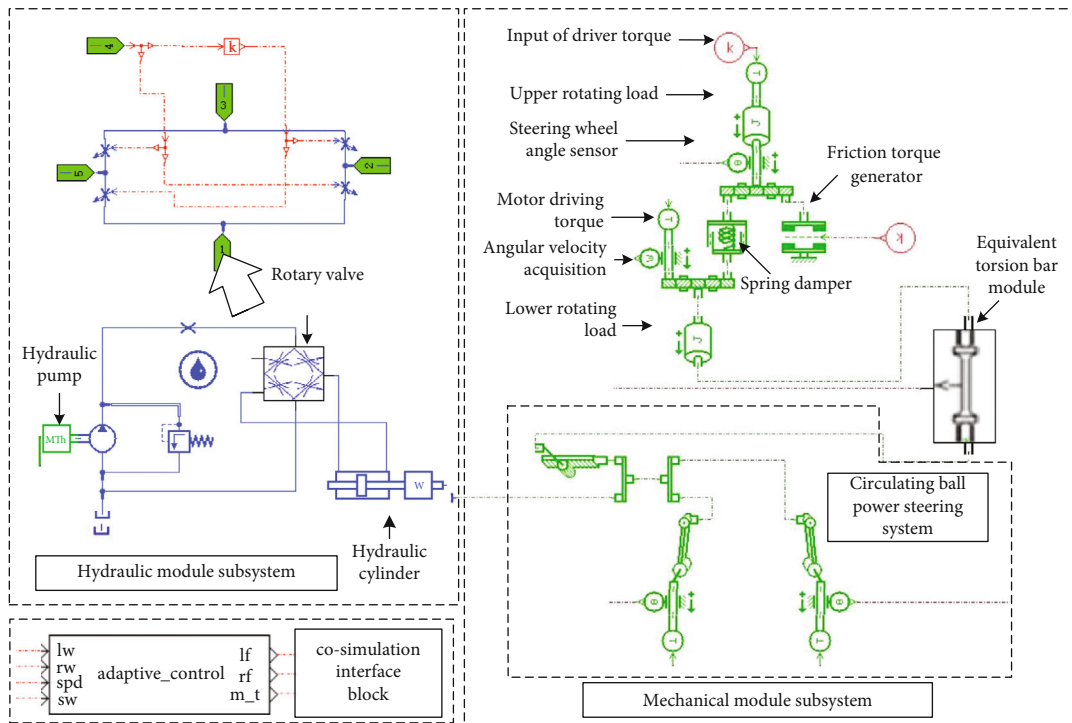 4
k
3
5
2
1
Rotary valve
Hydraulic
pump
MTh
W
Hydraulic
cylinder
Hydraulic module subsystem
lw
rw
spd
sw
adaptive_control
lf
rf
m_t
co-simulation
interface
block
Input of driver torque
k
T
Upper rotating load
J
Steering wheel
angle sensor
θ
Friction torque
generator
k
Motor driving
torque
T
Angular velocity
acquisition
W
Spring damper
Equivalent
torsion bar
module
Lower rotating
load
J
Circulating ball
power steering
system
θ
θ
T
T
Mechanical module subsystem